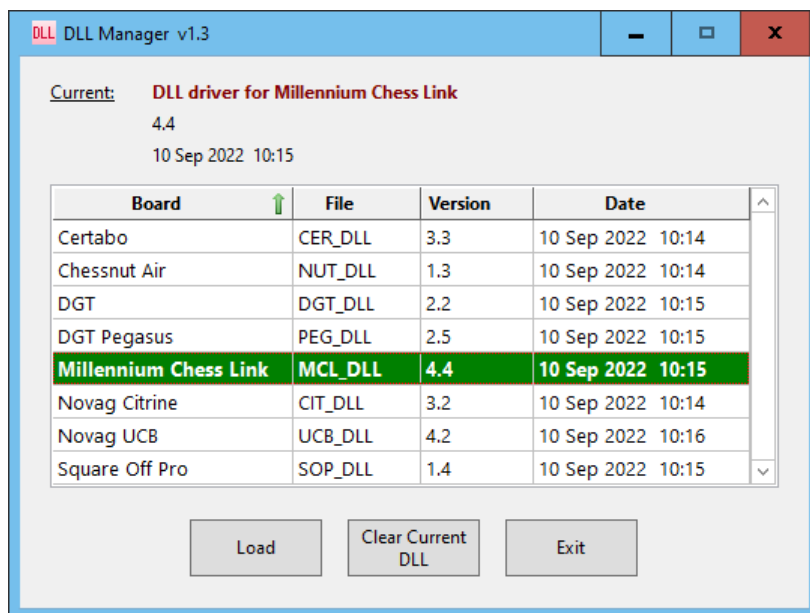 DLL DLL Manager v1.3
Current: DLL driver for Millennium Chess Link
4.4
10 Sep 2022 10:15
Board File Version Date
Certabo CER_DLL 3.3 10 Sep 2022 10:14
Chessnut Air NUT_DLL 1.3 10 Sep 2022 10:14
DGT DGT_DLL 2.2 10 Sep 2022 10:15
DGT Pegasus PEG_DLL 2.5 10 Sep 2022 10:15
Millennium Chess Link MCL_DLL 4.4 10 Sep 2022 10:15
Novag Citrine CIT_DLL 3.2 10 Sep 2022 10:14
Novag UCB UCB_DLL 4.2 10 Sep 2022 10:16
Square Off Pro SOP_DLL 1.4 10 Sep 2022 10:15
Load
Clear Current
DLL
Exit